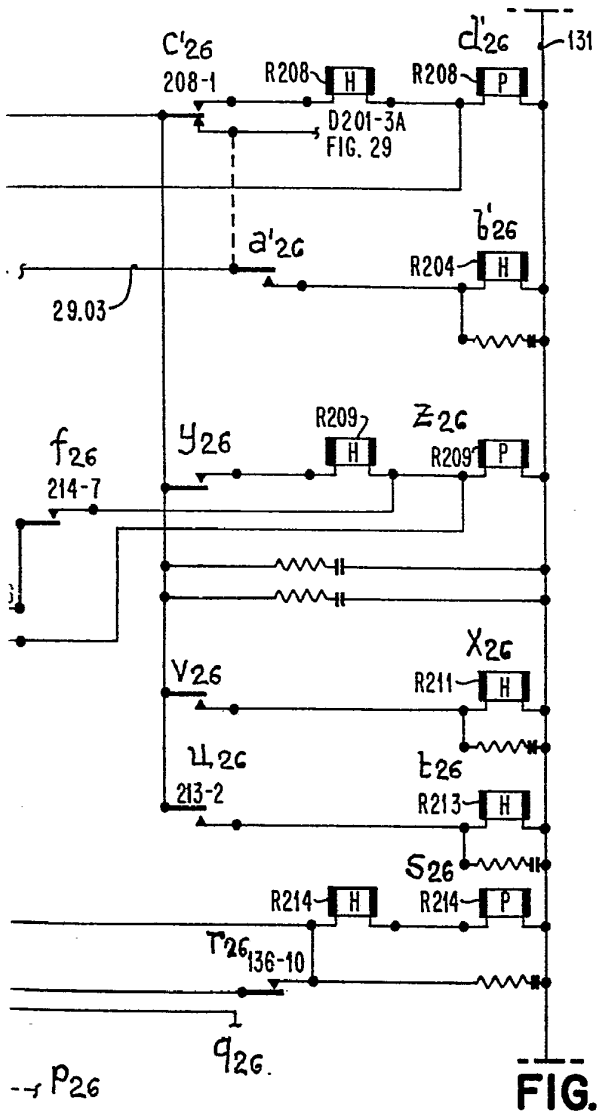 c'26
208-1
R208
H
d'26
R208
P
131
D201-3A
FIG. 29
a'26
29.03
b'26
R204
H
y26
R209
H
z26
R209
P
f26
214-7
v26
x26
R211
H
u26
213-2
t26
R213
H
s26
R214
H
R214
P
r26
136-10
q26.
p26
FIG.